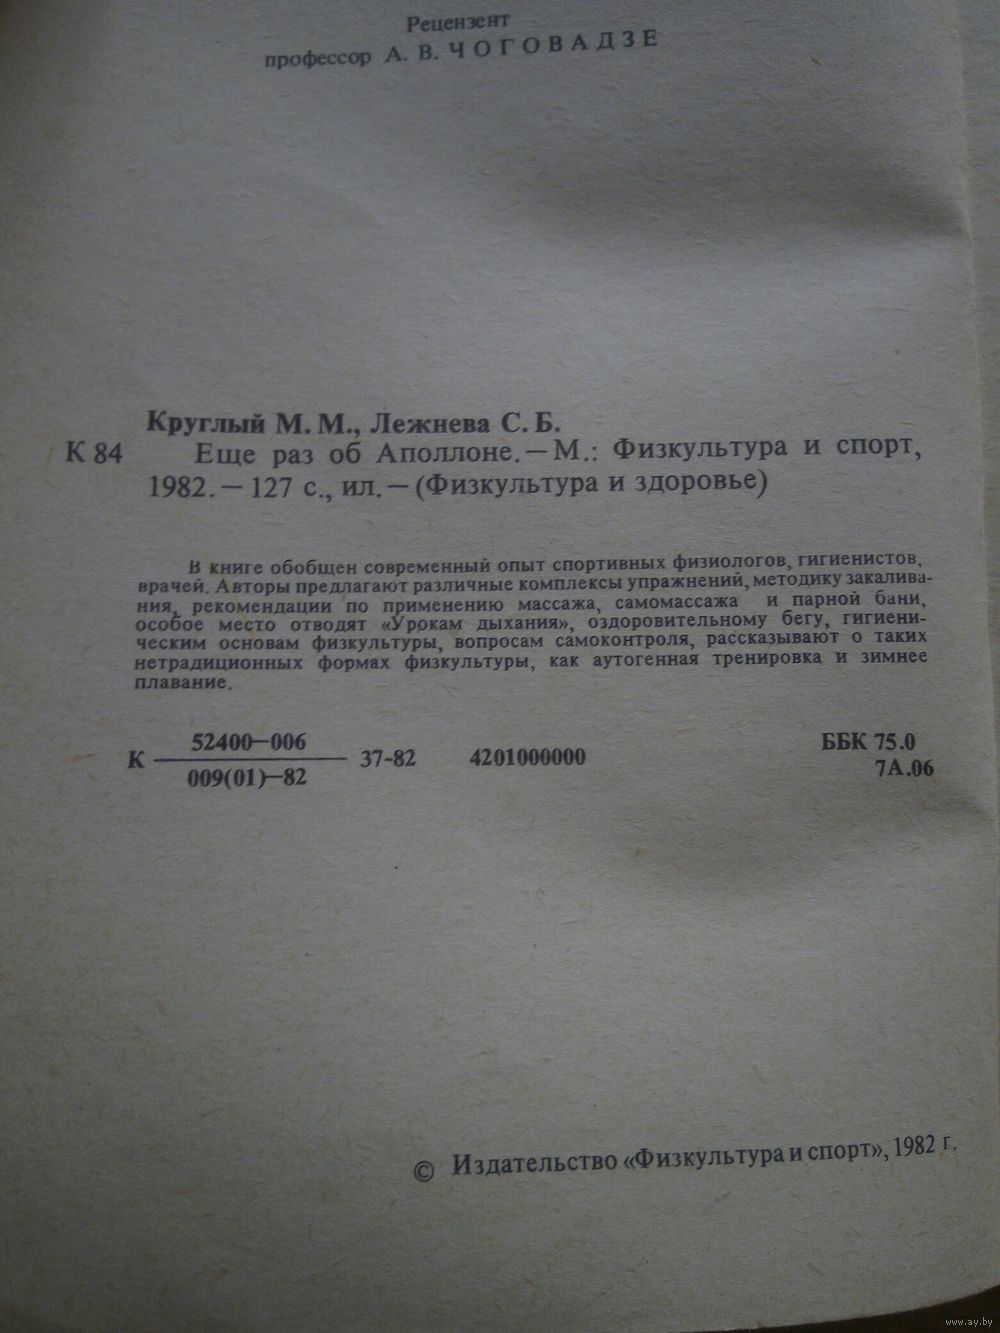 Рецензент
профессор А. В. ЧОГОВАДЗЕ
Круглый М. М., Лежнева С. Б.
К 84 Еще раз об Аполлоне. — М.: Физкультура и спорт,
1982. — 127 с., ил. — (Физкультура и здоровье)
В книге обобщен современный опыт спортивных физиологов, гигиенистов,
врачей. Авторы предлагают различные комплексы упражнений, методику закалива-
ния, рекомендации по применению массажа, самомассажа и парной бани,
особое место отводят «Урокам дыхания», оздоровительному бегу, гигиени-
ческим основам физкультуры, вопросам самоконтроля, рассказывают о таких
нетрадиционных формах физкультуры, как аутогенная тренировка и зимнее
плавание.
52400—006
К 37-82 4201000000
009(01)—82
ББК 75.0
7А.06
© Издательство «Физкультура и спорт», 1982 г.
www.ay.by